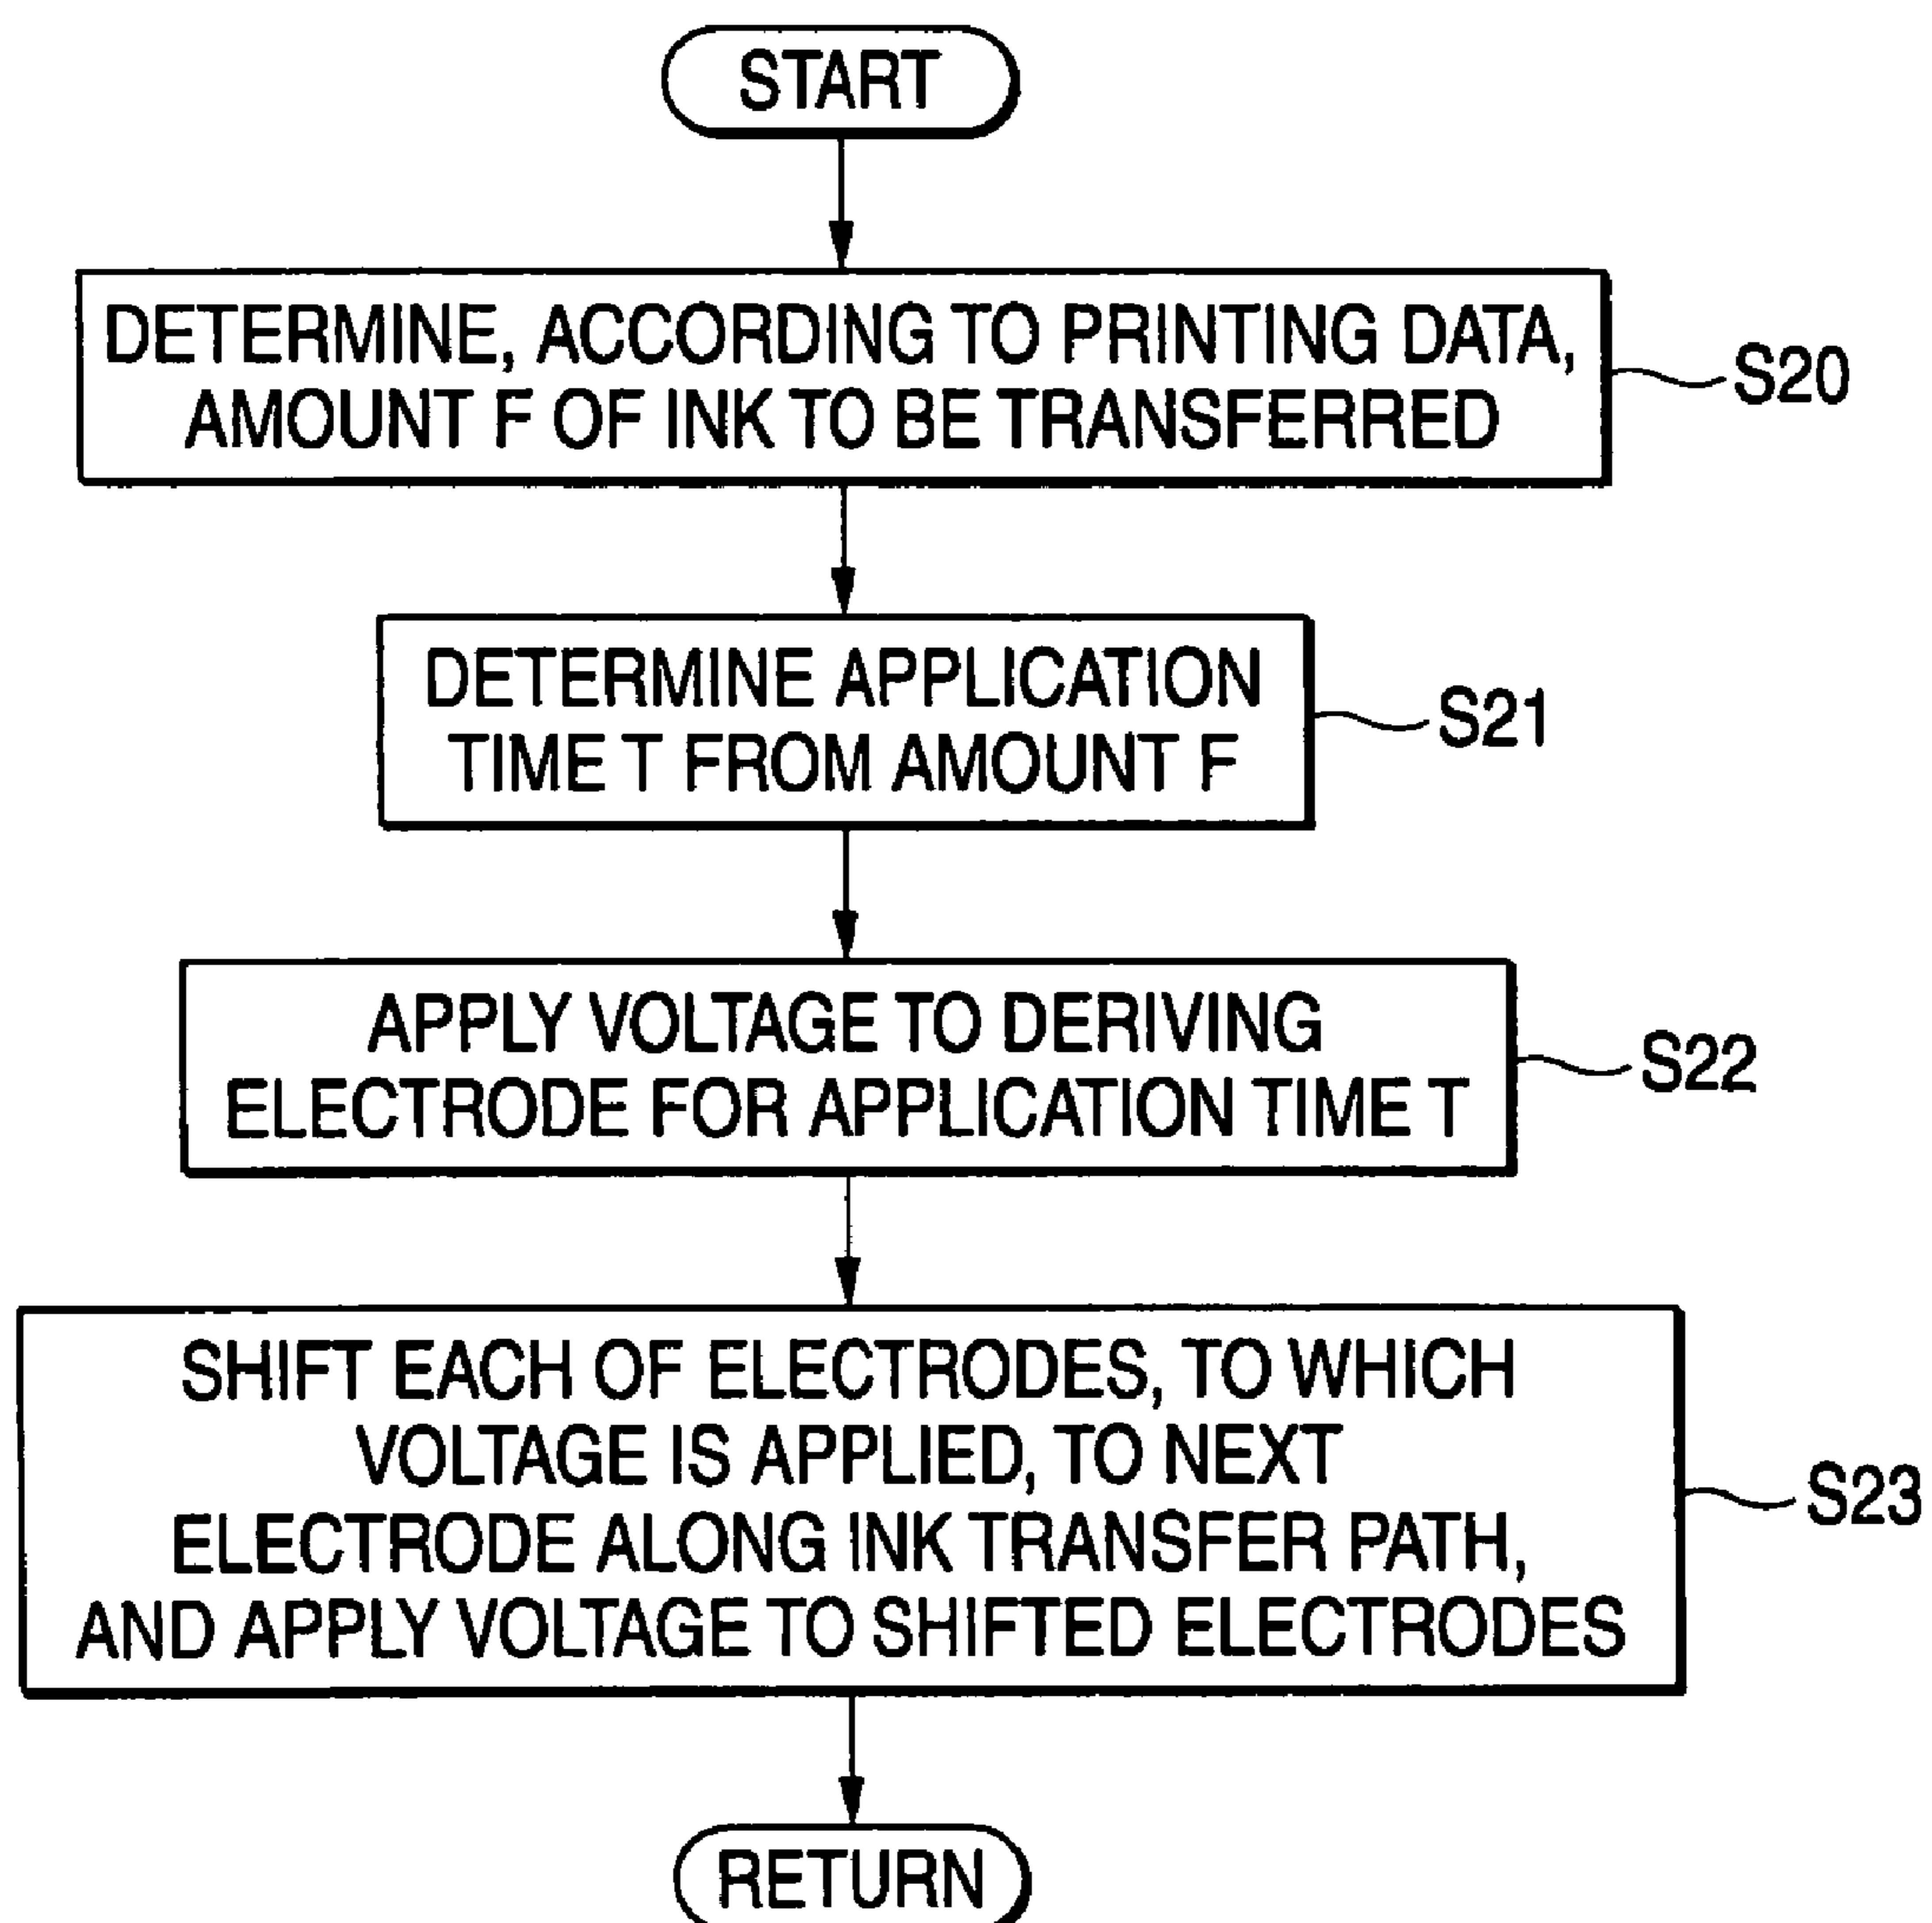 START
DETERMINE, ACCORDING TO PRINTING DATA,
AMOUNT F OF INK TO BE TRANSFERRED
S20
DETERMINE APPLICATION
TIME T FROM AMOUNT F
S21
APPLY VOLTAGE TO DERIVING
ELECTRODE FOR APPLICATION TIME T
S22
SHIFT EACH OF ELECTRODES, TO WHICH
VOLTAGE IS APPLIED, TO NEXT
ELECTRODE ALONG INK TRANSFER PATH,
AND APPLY VOLTAGE TO SHIFTED ELECTRODES
S23
RETURN